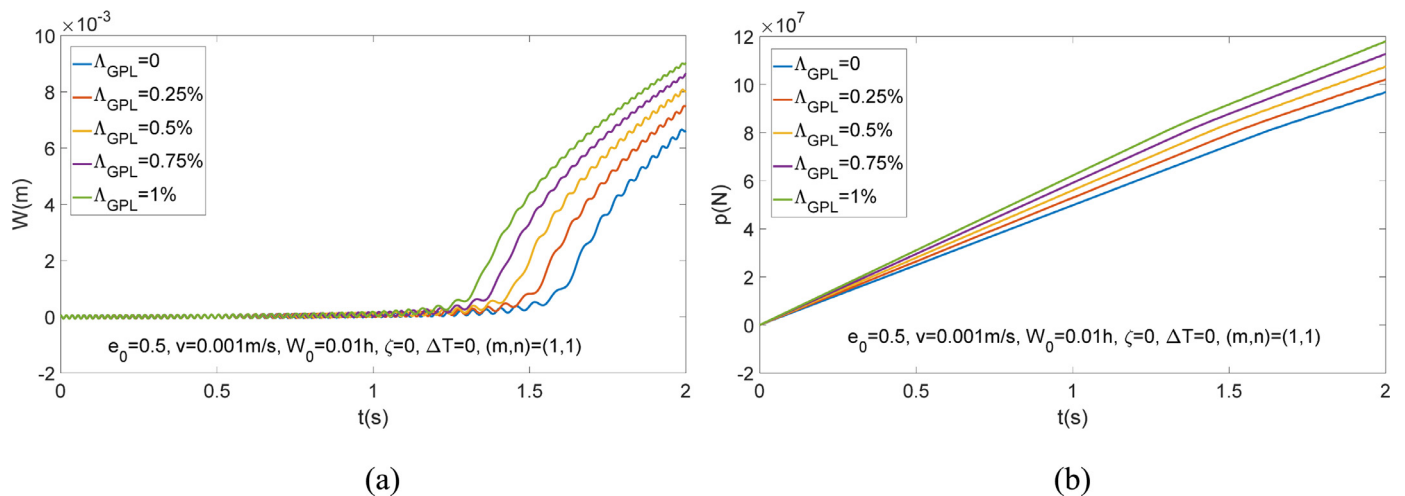 ×10⁻³
10
8
6
4
2
0
-2
W(m)
Λ_GPL=0
Λ_GPL=0.25%
Λ_GPL=0.5%
Λ_GPL=0.75%
Λ_GPL=1%
e₀=0.5, v=0.001m/s, W₀=0.01h, ζ=0, ΔT=0, (m,n)=(1,1)
0 0.5 1 1.5 2
t(s)
(a)
×10⁷
12
10
8
6
4
2
0
-2
p(N)
Λ_GPL=0
Λ_GPL=0.25%
Λ_GPL=0.5%
Λ_GPL=0.75%
Λ_GPL=1%
e₀=0.5, v=0.001m/s, W₀=0.01h, ζ=0, ΔT=0, (m,n)=(1,1)
0 0.5 1 1.5 2
t(s)
(b)